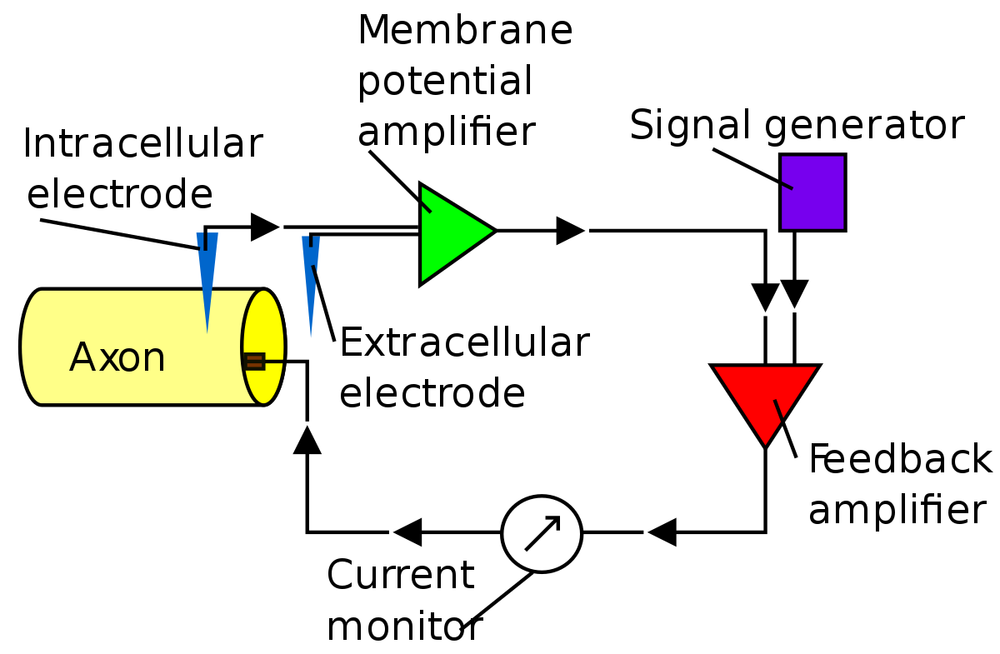 Membrane
potential
amplifier
Signal generator
Intracellular
electrode
Axon
Extracellular
electrode
Feedback
amplifier
Current
monitor